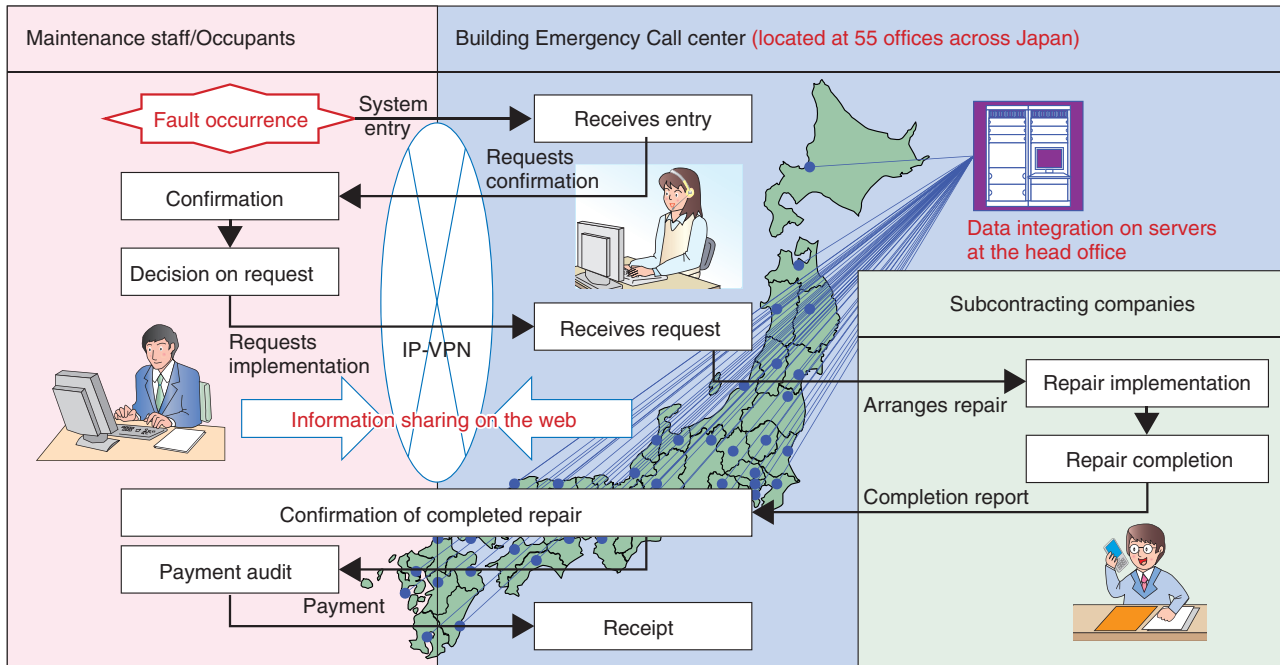 Maintenance staff/Occupants
Building Emergency Call center (located at 55 offices across Japan)
Fault occurrence
System
entry
Receives entry
Requests
confirmation
Confirmation
Decision on request
Data integration on servers
at the head office
Subcontracting companies
Receives request
Requests
implementation
IP-VPN
Information sharing on the web
Arranges repair
Repair implementation
Repair completion
Completion report
Confirmation of completed repair
Payment audit
Payment
Receipt